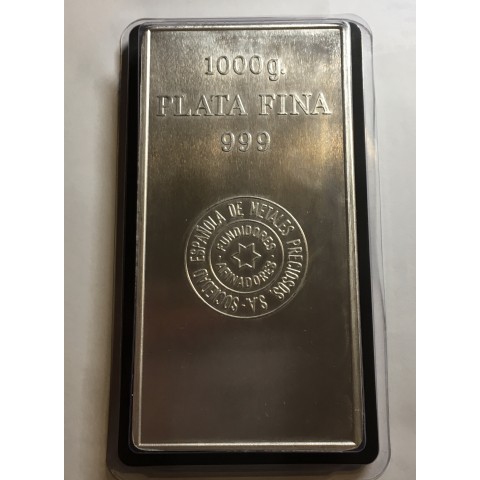 1000g.
PLATA FINA
999
SOCIEDAD ESPAÑOLA DE METALES PRECIOSOS, S.A-
FUNDIDORES
· AFINADORES ·